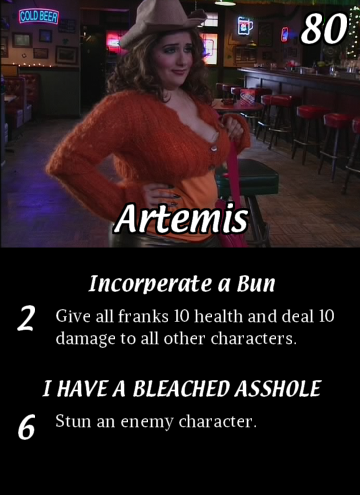 COLD BEER
80
Artemis
Incorperate a Bun
2
Give all franks 10 health and deal 10
damage to all other characters.
I HAVE A BLEACHED ASSHOLE
6
Stun an enemy character.